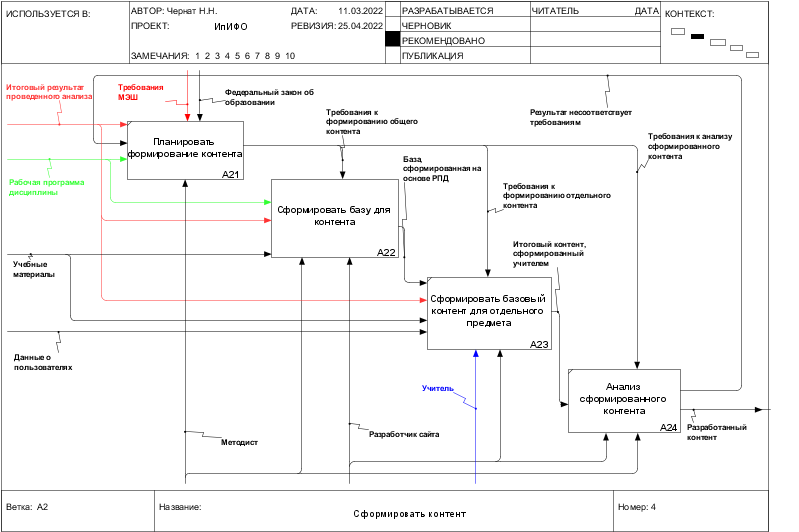 ИСПОЛЬЗУЕТСЯ В:
АВТОР: Чернат Н.Н.
ДАТА: 11.03.2022
ПРОЕКТ: ИпИФО
РЕВИЗИЯ: 25.04.2022
ЗАМЕЧАНИЯ: 1 2 3 4 5 6 7 8 9 10
РАЗРАБАТЫВАЕТСЯ
ЧЕРНОВИК
РЕКОМЕНДОВАНО
ПУБЛИКАЦИЯ
ЧИТАТЕЛЬ
ДАТА
КОНТЕКСТ:
Итоговый результат
проведенного анализа
Требования
МЭШ
Федеральный закон об
образовании
Требования к
формированию общего
контента
Результат несоответствует
требованиям
Требования к анализу
сформированного
контента
Планировать
формирование контента
A21
База,
сформированная на
основе РПД
Рабочая программа
дисциплины
Требования к
формированию отдельного
контента
Сформировать базу для
контента
A22
Итоговый контент,
сформированный
учителем
Учебные
материалы
Сформировать базовый
контент для отдельного
предмета
A23
Данные о
пользователях
Учитель
Анализ
сформированного
контента
A24
Методист
Разработчик сайта
Разработанный
контент
Ветка: A2
Название:
Сформировать контент
Номер: 4